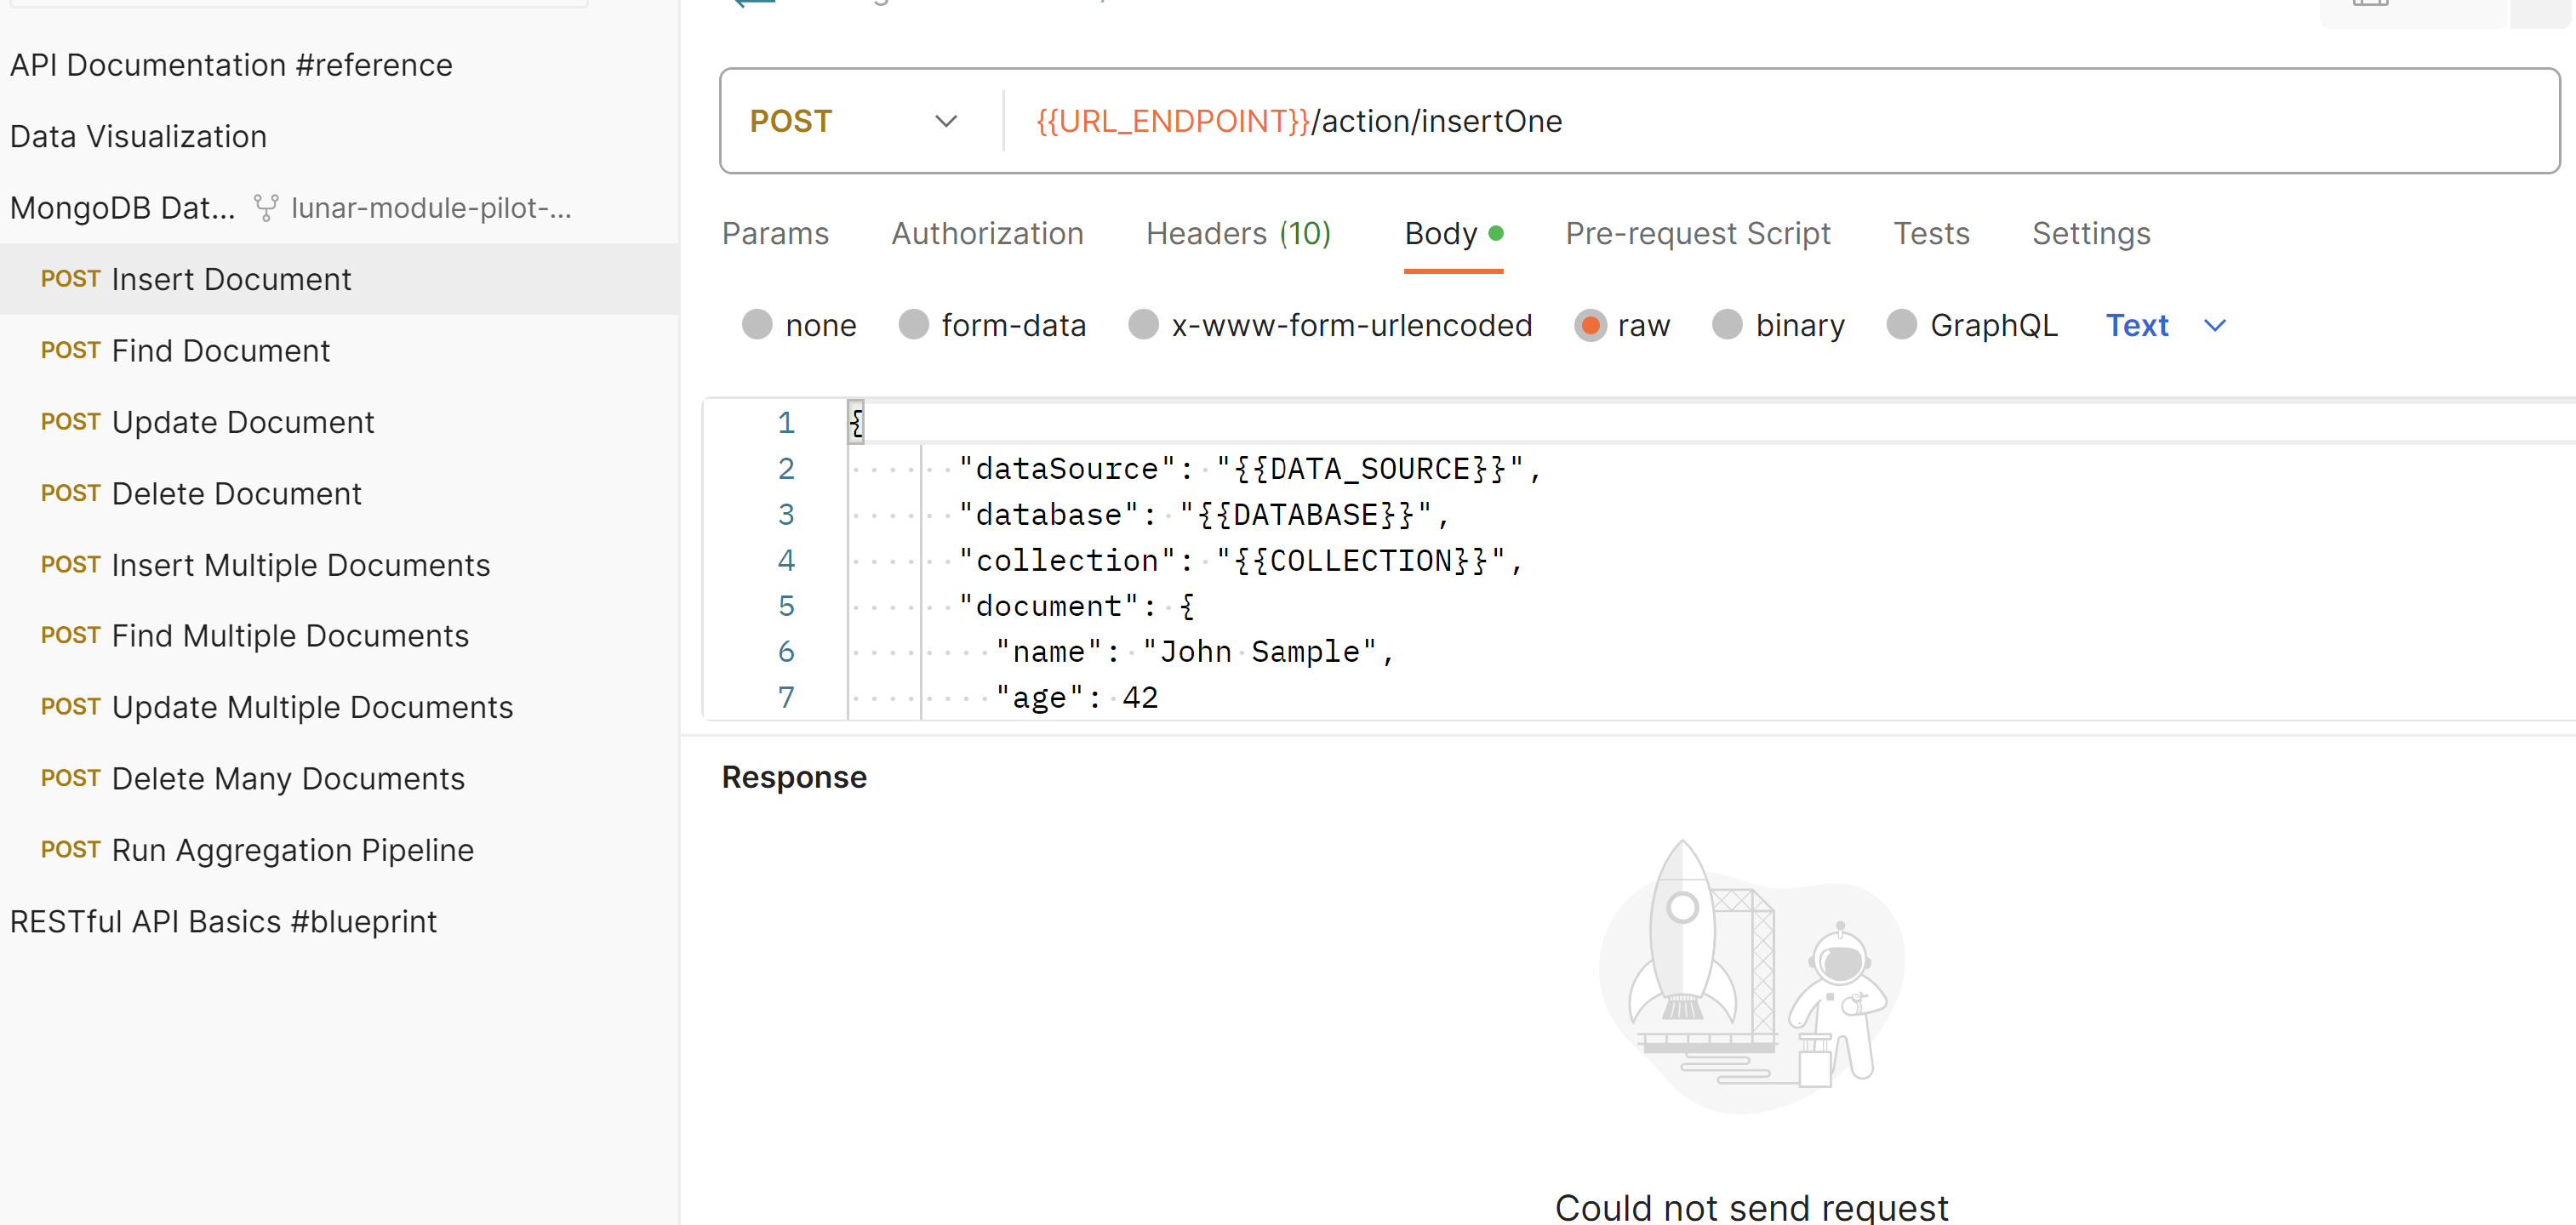 API Documentation #reference
Data Visualization
MongoDB Dat... lunar-module-pilot-...
POST Insert Document
POST Find Document
POST Update Document
POST Delete Document
POST Insert Multiple Documents
POST Find Multiple Documents
POST Update Multiple Documents
POST Delete Many Documents
POST Run Aggregation Pipeline
RESTful API Basics #blueprint
POST {{URL_ENDPOINT}}/action/insertOne
Params Authorization Headers (10) Body Pre-request Script Tests Settings
none form-data x-www-form-urlencoded raw binary GraphQL Text
1 {
2 "dataSource": "{{DATA_SOURCE}}",
3 "database": "{{DATABASE}}",
4 "collection": "{{COLLECTION}}",
5 "document": {
6 "name": "John Sample",
7 "age": 42
Response
Could not send request